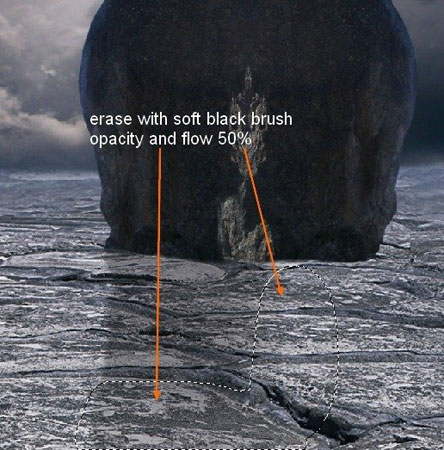 erase with soft black brush
opacity and flow 50%